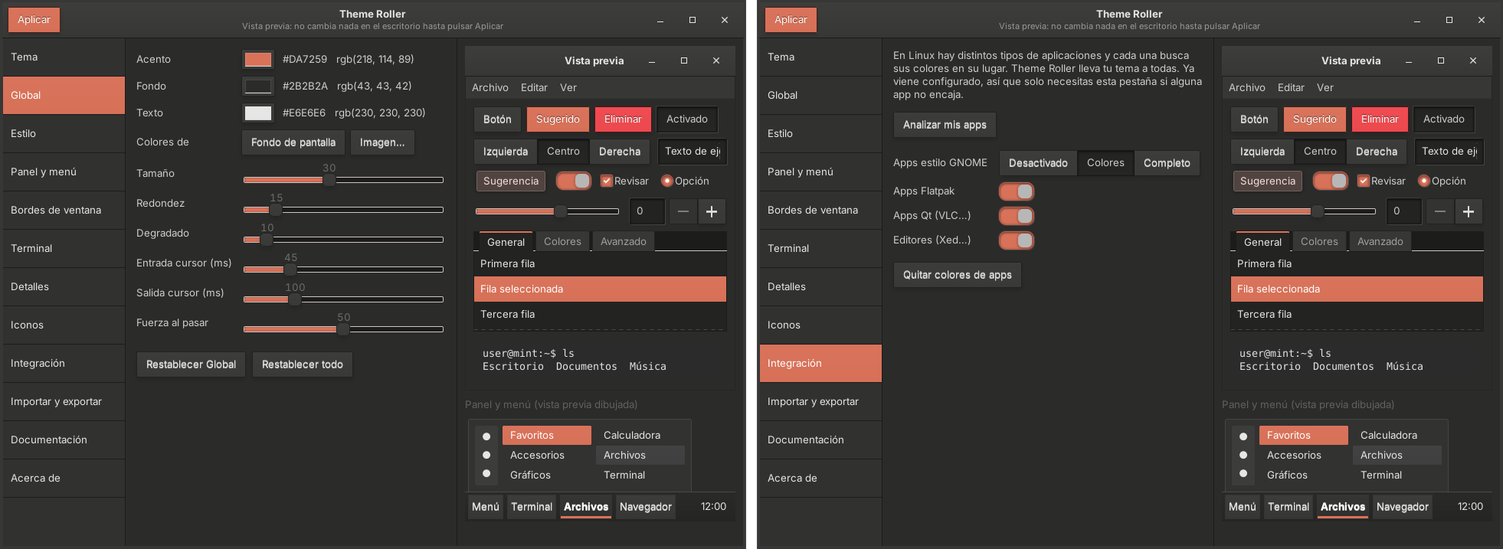 Aplicar
Theme Roller
Vista previa: no cambia nada en el escritorio hasta pulsar Aplicar
Tema
Global
Estilo
Panel y menú
Bordes de ventana
Terminal
Detalles
Iconos
Integración
Importar y exportar
Documentación
Acerca de
Acento #DA7259 rgb(218, 114, 89)
Fondo #2B2B2A rgb(43, 43, 42)
Texto #E6E6E6 rgb(230, 230, 230)
Colores de Fondo de pantalla Imagen...
Tamaño 30
Redondez 15
Degradado 10
Entrada cursor (ms) 45
Salida cursor (ms) 100
Fuerza al pasar 50
Restablecer Global Restablecer todo
Vista previa
Archivo Editar Ver
Botón Sugerido Eliminar Activado
Izquierda Centro Derecha Texto de ej
Sugerencia Revisar Opción
0
General Colores Avanzado
Primera fila
Fila seleccionada
Tercera fila
user@mint:~$ ls
Escritorio Documentos Música
Panel y menú (vista previa dibujada)
Favoritos Calculadora
Accesorios Archivos
Gráficos Terminal
Menú Terminal Archivos Navegador 12:00
Aplicar
Theme Roller
Vista previa: no cambia nada en el escritorio hasta pulsar Aplicar
Tema
Global
Estilo
Panel y menú
Bordes de ventana
Terminal
Detalles
Iconos
Integración
Importar y exportar
Documentación
Acerca de
En Linux hay distintos tipos de aplicaciones y cada una busca
sus colores en su lugar. Theme Roller lleva tu tema a todas. Ya
viene configurado, así que solo necesitas esta pestaña si alguna
app no encaja.
Analizar mis apps
Apps estilo GNOME Desactivado Colores Completo
Apps Flatpak
Apps Qt (VLC...)
Editores (Xed...)
Quitar colores de apps
Vista previa
Archivo Editar Ver
Botón Sugerido Eliminar Activado
Izquierda Centro Derecha Texto de ej
Sugerencia Revisar Opción
0
General Colores Avanzado
Primera fila
Fila seleccionada
Tercera fila
user@mint:~$ ls
Escritorio Documentos Música
Panel y menú (vista previa dibujada)
Favoritos Calculadora
Accesorios Archivos
Gráficos Terminal
Menú Terminal Archivos Navegador 12:00